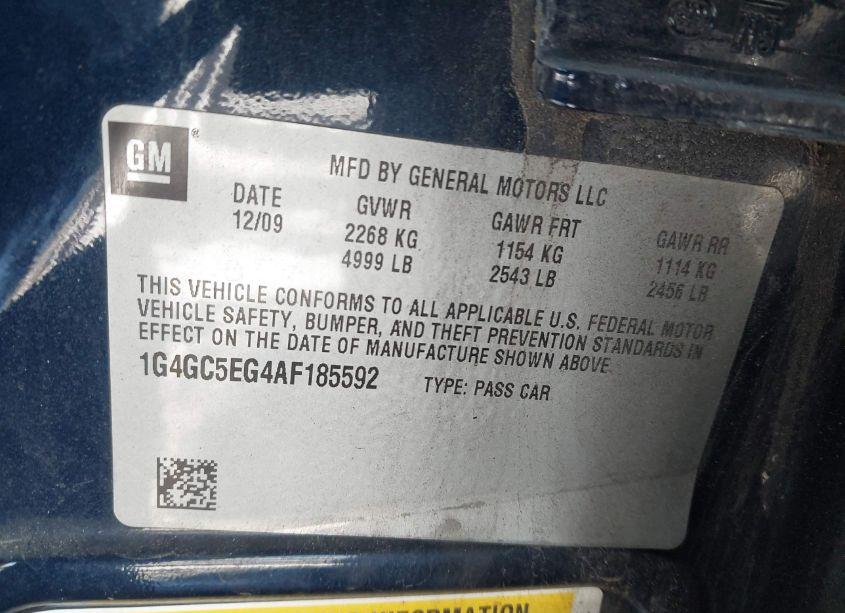 GM
MFD BY GENERAL MOTORS LLC
DATE GVWR GAWR FRT GAWR RR
12/09 2268 KG 1154 KG 1114 KG
4999 LB 2543 LB 2456 LB
THIS VEHICLE CONFORMS TO ALL APPLICABLE U.S. FEDERAL MOTOR
VEHICLE SAFETY, BUMPER, AND THEFT PREVENTION STANDARDS IN
EFFECT ON THE DATE OF MANUFACTURE SHOWN ABOVE.
1G4GC5EG4AF185592 TYPE: PASS CAR
INFORMATION